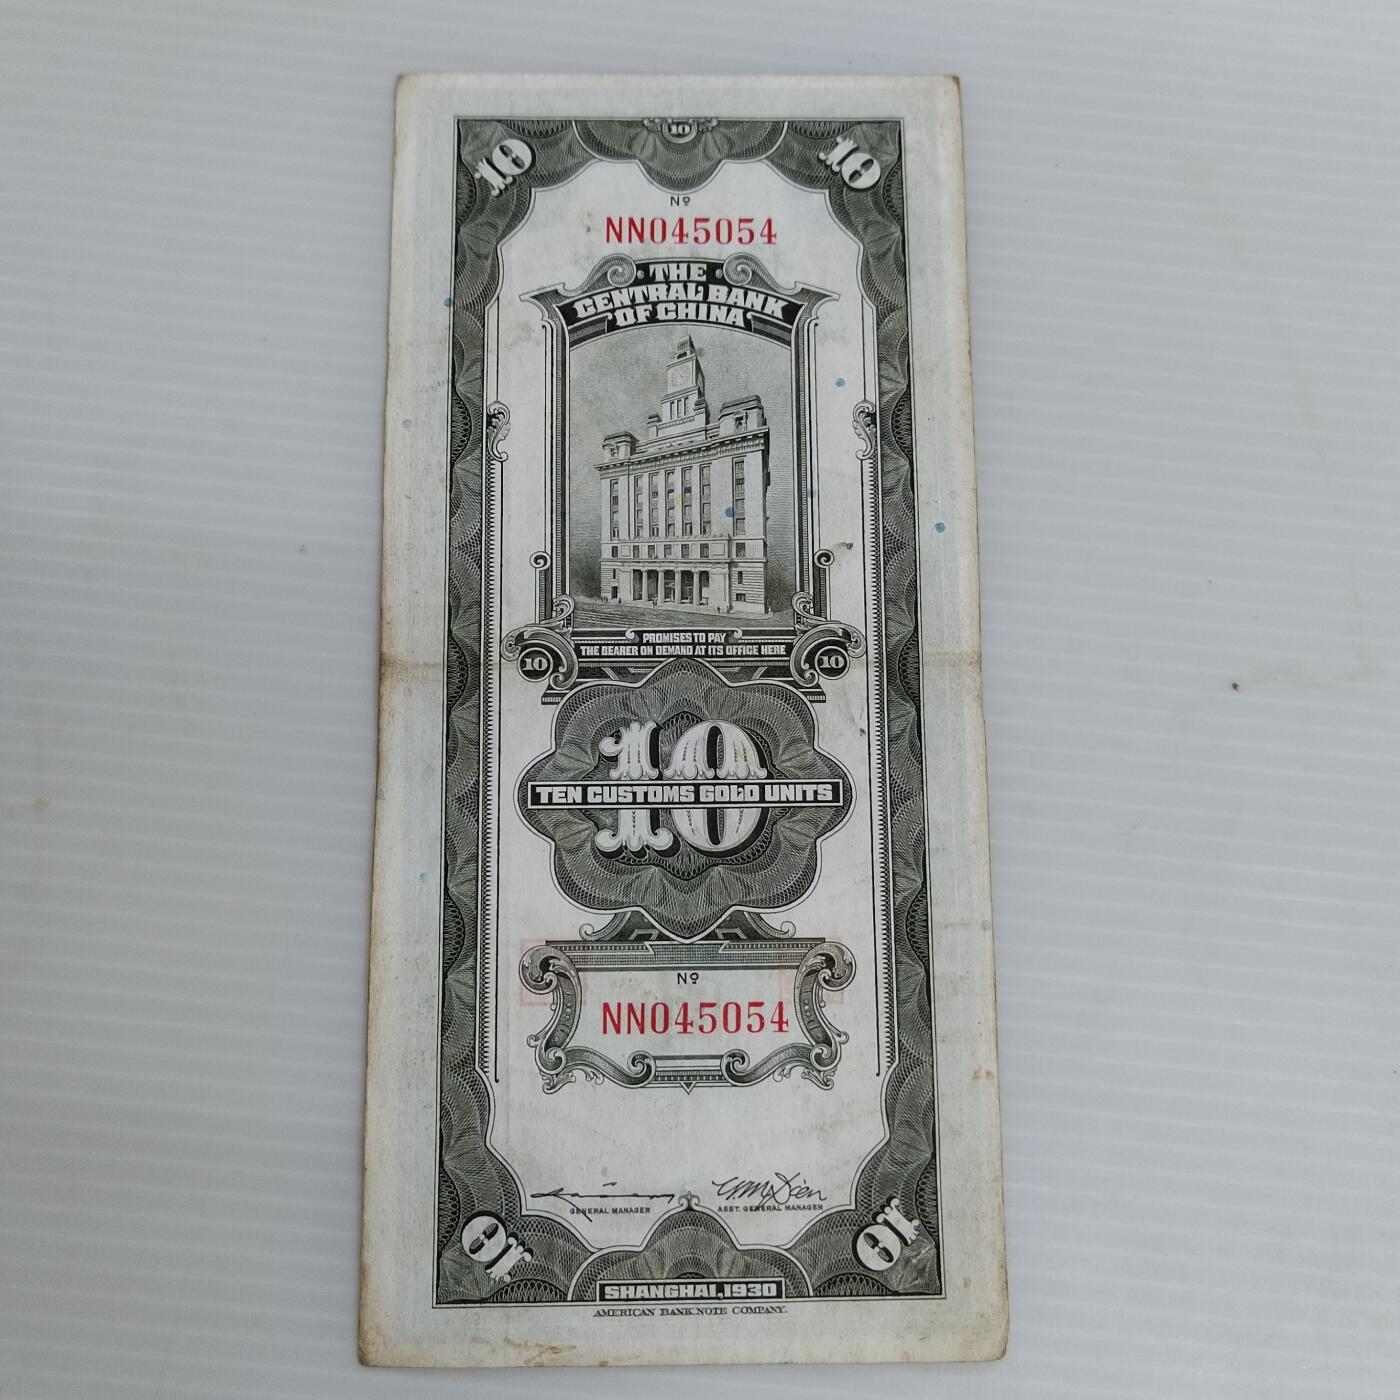 10
10
10
Nº
NN045054
THE
CENTRAL BANK
OF CHINA
PROMISES TO PAY
THE BEARER ON DEMAND AT ITS OFFICE HERE
10
10
10
TEN CUSTOMS GOLD UNITS
Nº
NN045054
GENERAL MANAGER
ASST. GENERAL MANAGER
10
10
SHANGHAI, 1930
AMERICAN BANK NOTE COMPANY.